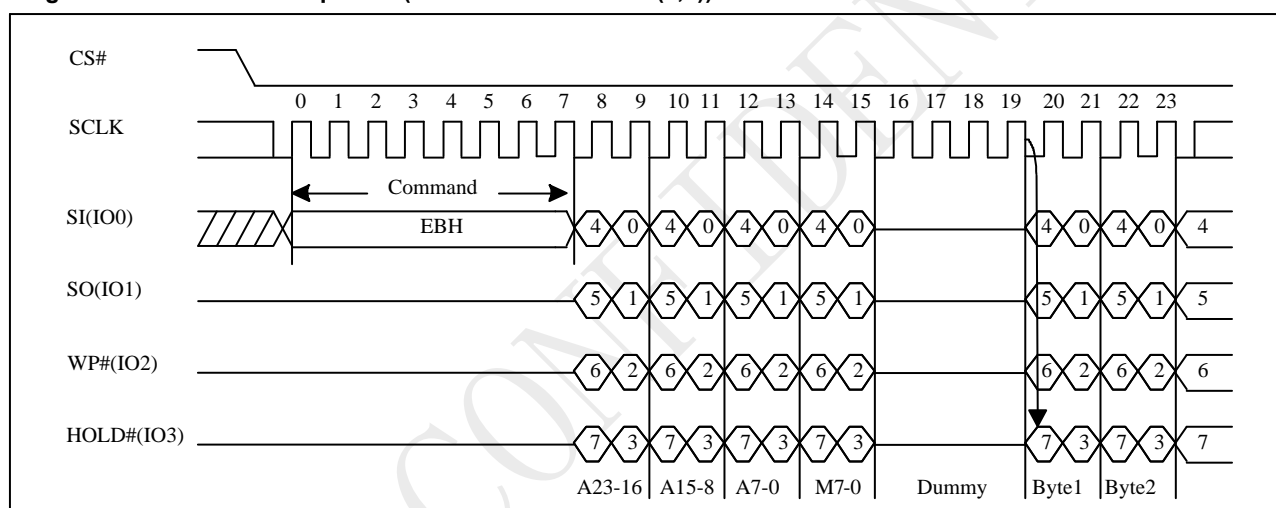 CS#
0 1 2 3 4 5 6 7 8 9 10 11 12 13 14 15 16 17 18 19 20 21 22 23
SCLK
Command
SI(IO0) EBH 4 0 4 0 4 0 4 0 4 0 4 0 4
SO(IO1) 5 1 5 1 5 1 5 1 5 1 5 1 5
WP#(IO2) 6 2 6 2 6 2 6 2 6 2 6 2 6
HOLD#(IO3) 7 3 7 3 7 3 7 3 7 3 7 3 7
A23-16 A15-8 A7-0 M7-0 Dummy Byte1 Byte2
CONFIDEN